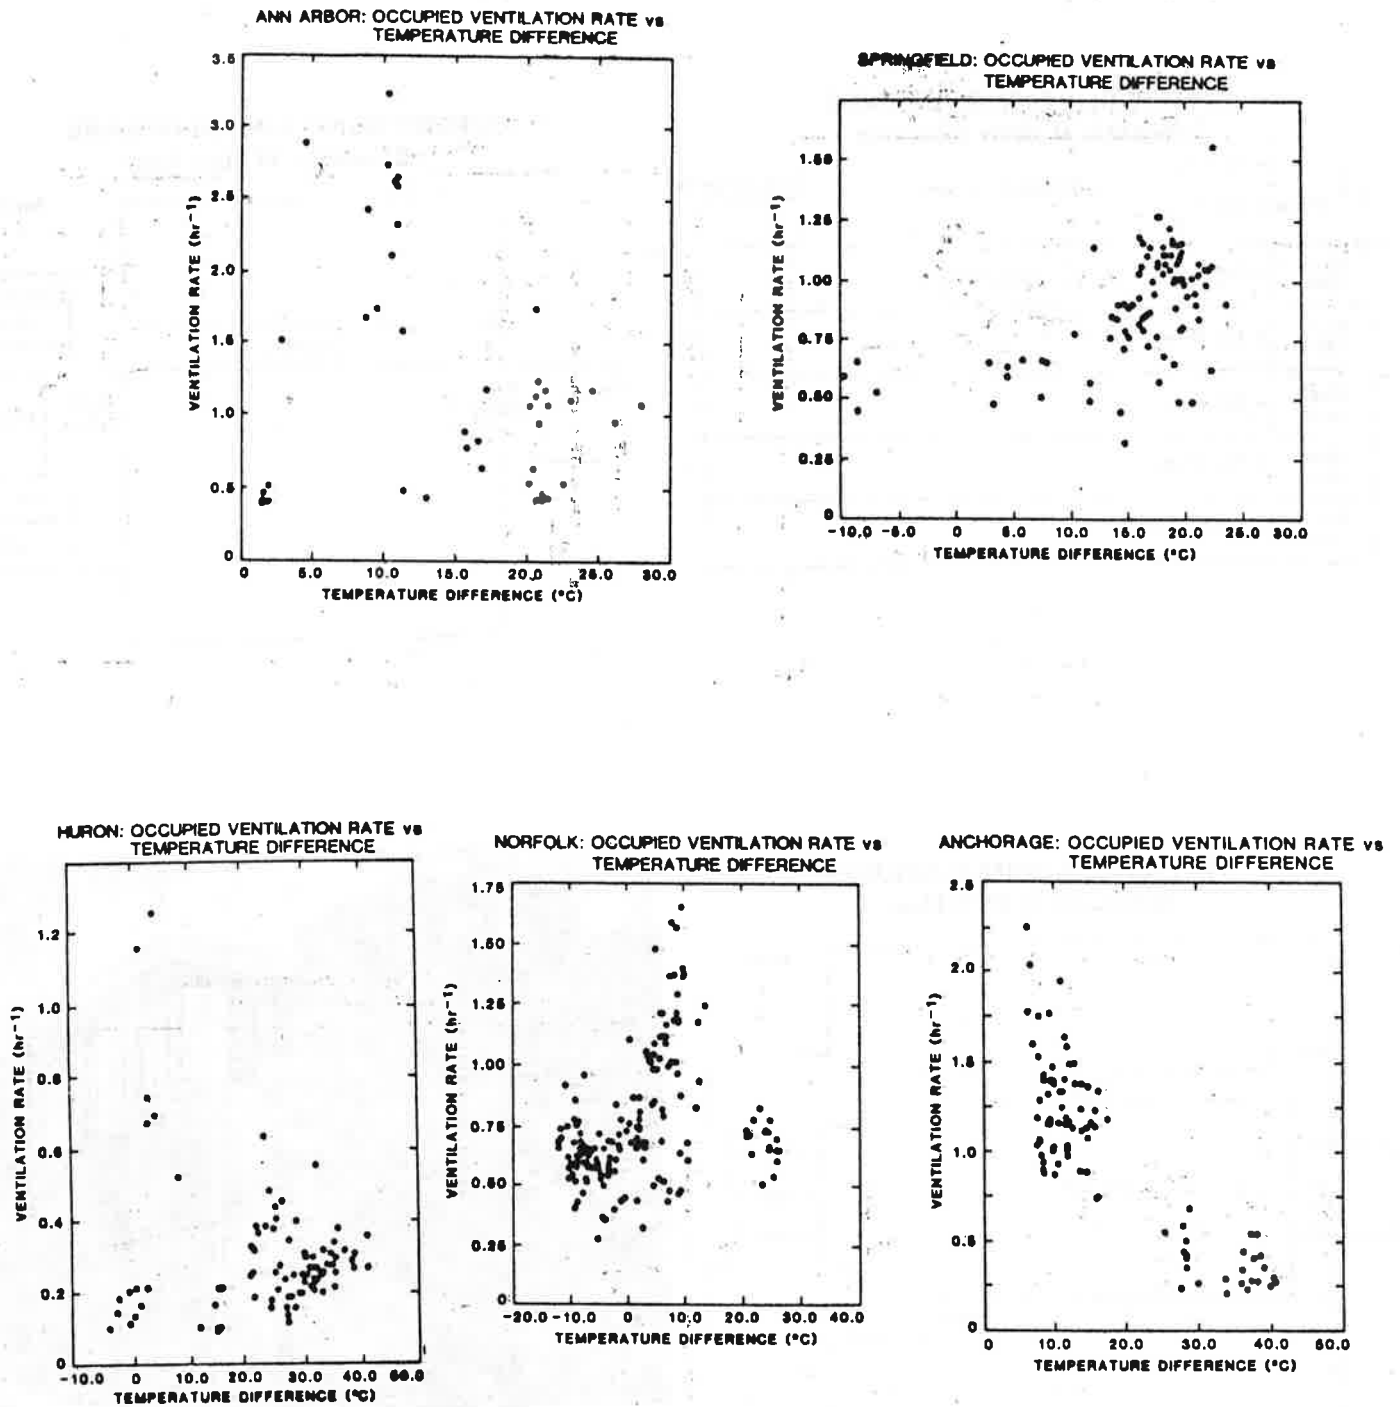 ANN ARBOR: OCCUPIED VENTILATION RATE vs
TEMPERATURE DIFFERENCE
3.5
3.0
2.5
2.0
1.5
1.0
0.5
0
VENTILATION RATE (hr⁻¹)
0 5.0 10.0 15.0 20.0 25.0 30.0
TEMPERATURE DIFFERENCE (°C)
SPRINGFIELD: OCCUPIED VENTILATION RATE vs
TEMPERATURE DIFFERENCE
1.50
1.25
1.00
0.75
0.50
0.25
0
VENTILATION RATE (hr⁻¹)
-10.0 -5.0 0 5.0 10.0 15.0 20.0 25.0 30.0
TEMPERATURE DIFFERENCE (°C)
HURON: OCCUPIED VENTILATION RATE vs
TEMPERATURE DIFFERENCE
1.2
1.0
0.8
0.6
0.4
0.2
0
VENTILATION RATE (hr⁻¹)
-10.0 0 10.0 20.0 30.0 40.0 50.0
TEMPERATURE DIFFERENCE (°C)
NORFOLK: OCCUPIED VENTILATION RATE vs
TEMPERATURE DIFFERENCE
1.75
1.50
1.25
1.00
0.75
0.50
0.25
0
VENTILATION RATE (hr⁻¹)
-20.0 -10.0 0 10.0 20.0 30.0 40.0
TEMPERATURE DIFFERENCE (°C)
ANCHORAGE: OCCUPIED VENTILATION RATE vs
TEMPERATURE DIFFERENCE
2.5
2.0
1.5
1.0
0.5
0
VENTILATION RATE (hr⁻¹)
0 10.0 20.0 30.0 40.0 50.0
TEMPERATURE DIFFERENCE (°C)